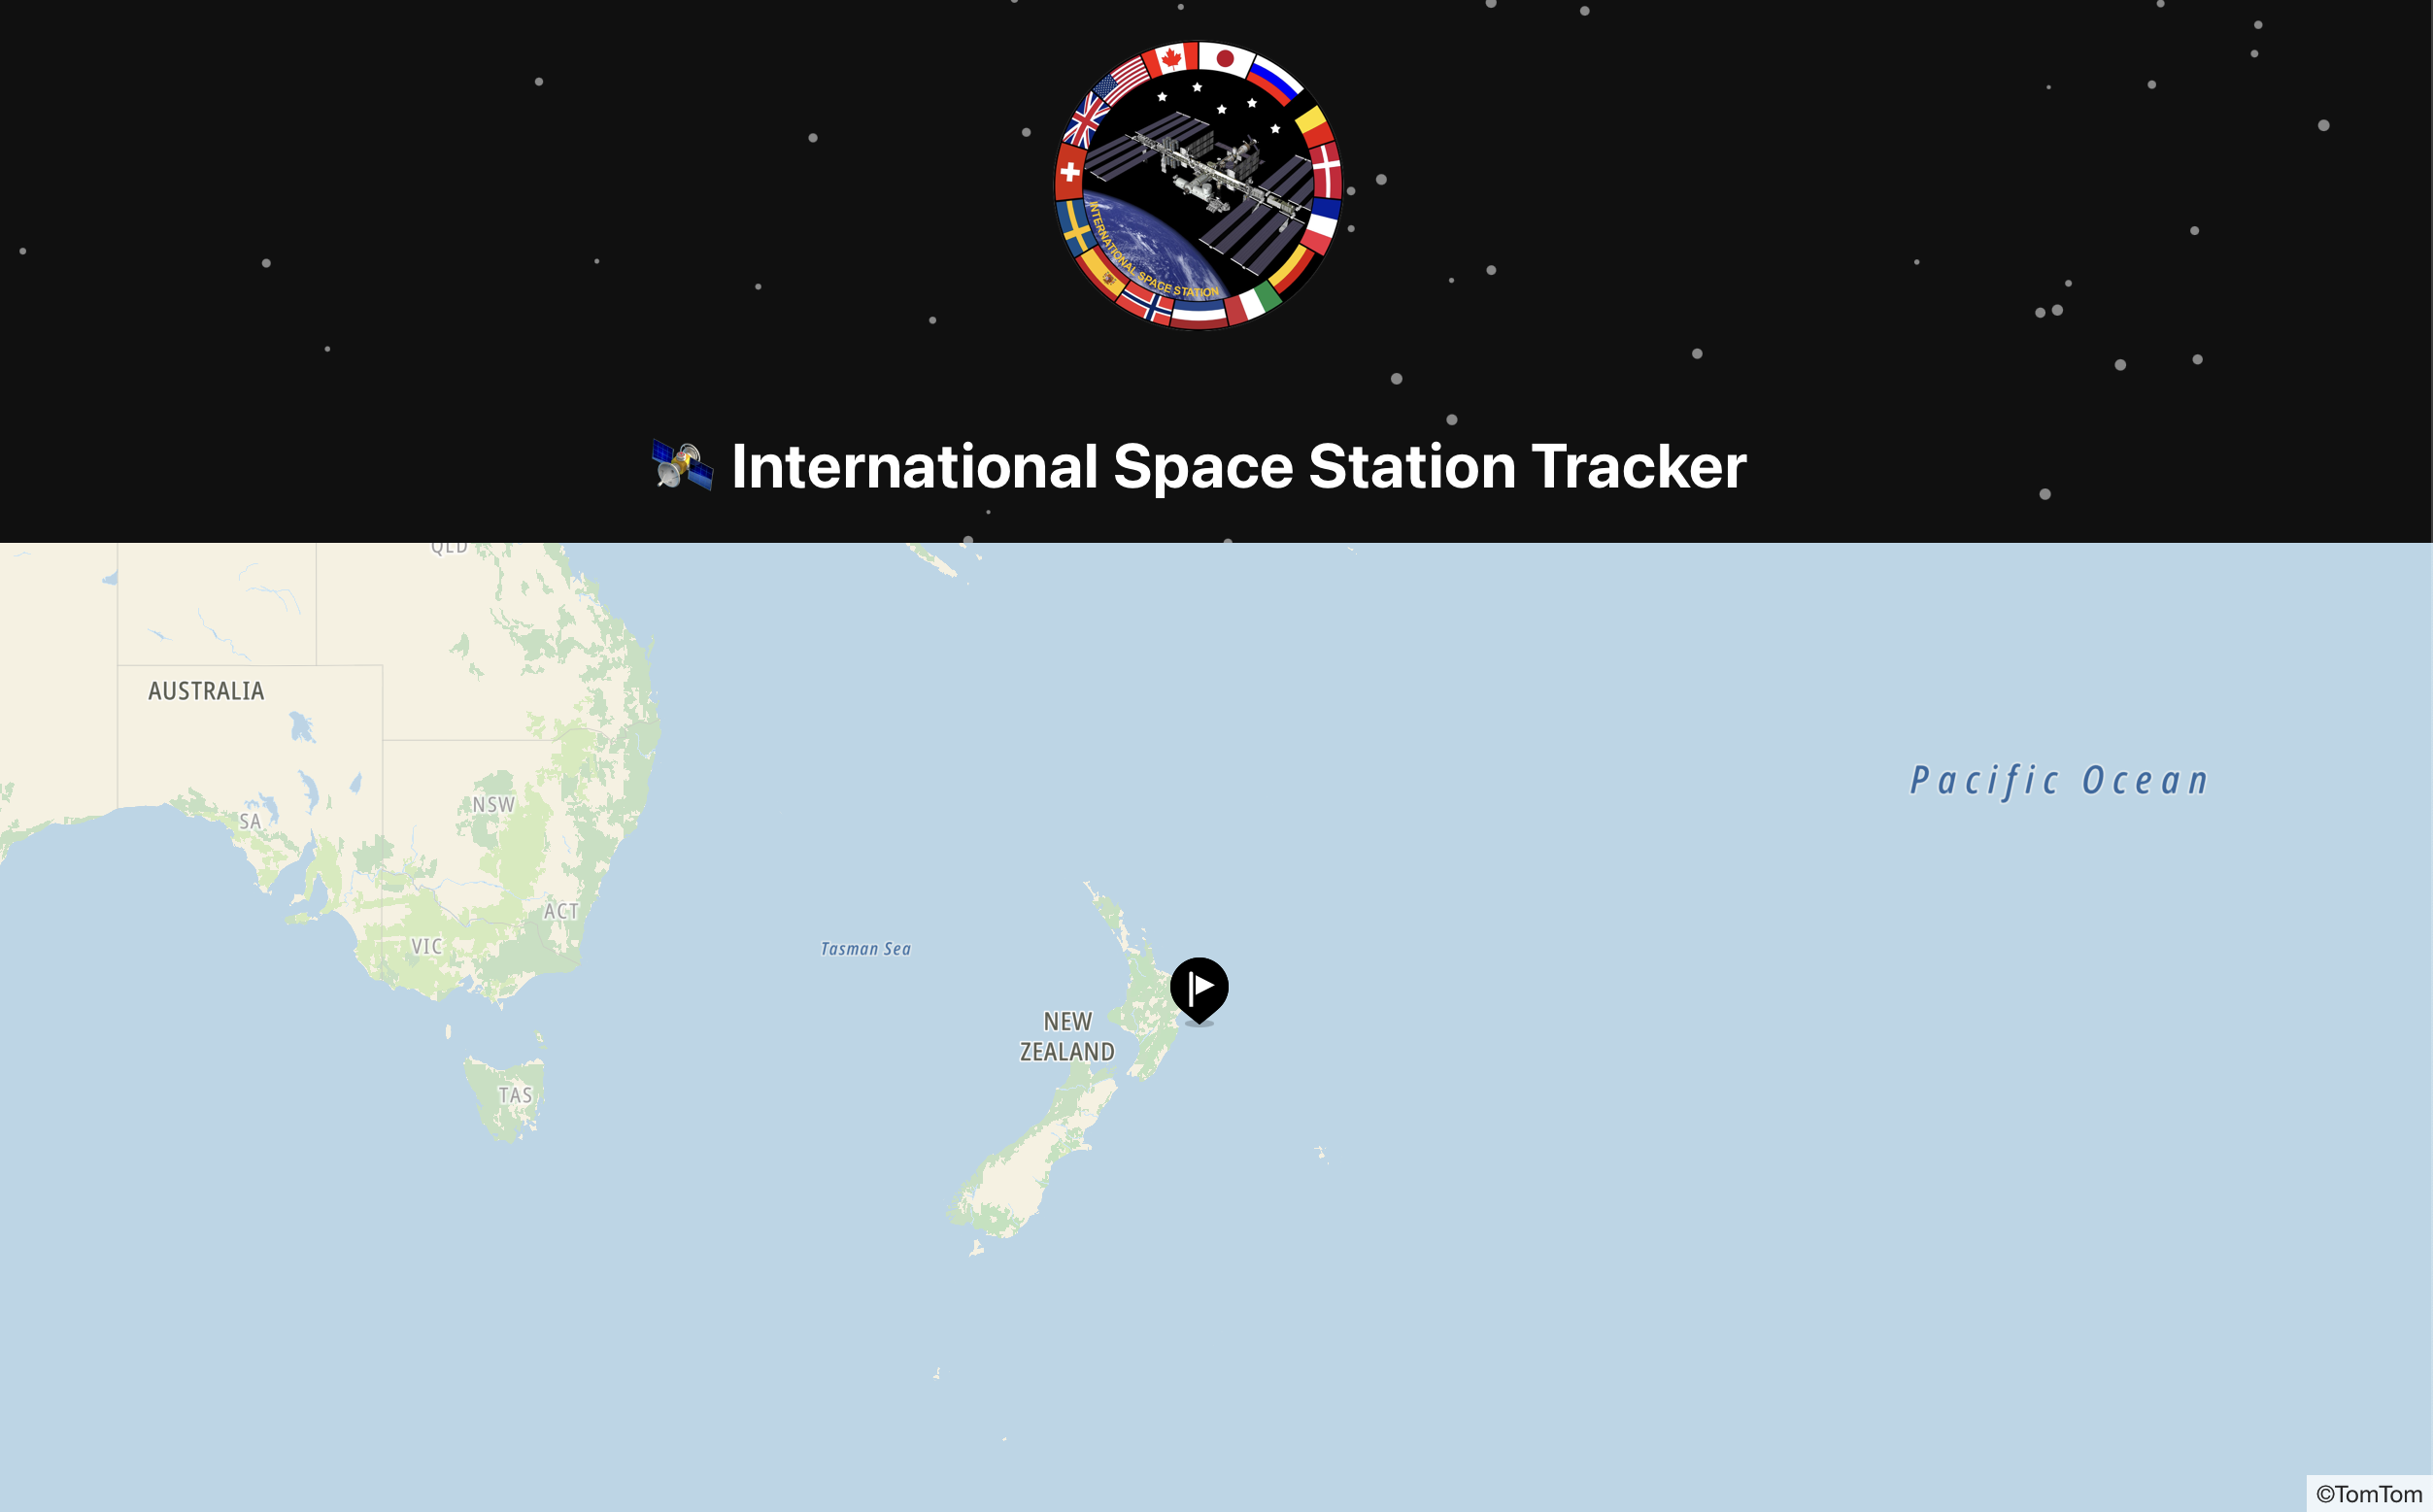 INTERNATIONAL SPACE STATION
International Space Station Tracker
QLD
AUSTRALIA
Pacific Ocean
NSW
SA
ACT
VIC
Tasman Sea
NEW
ZEALAND
TAS
©TomTom